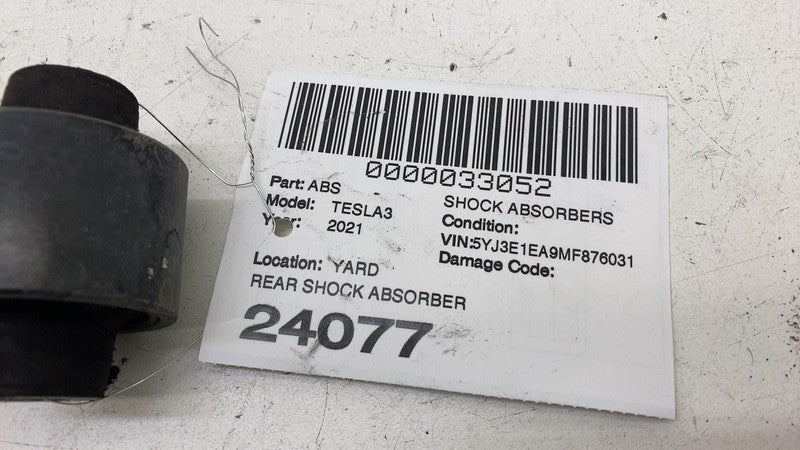 0000033052
Part: ABS SHOCK ABSORBERS
Model: TESLA3 Condition:
Year: 2021 VIN:5YJ3E1EA9MF876031
Damage Code:
Location: YARD
REAR SHOCK ABSORBER
24077